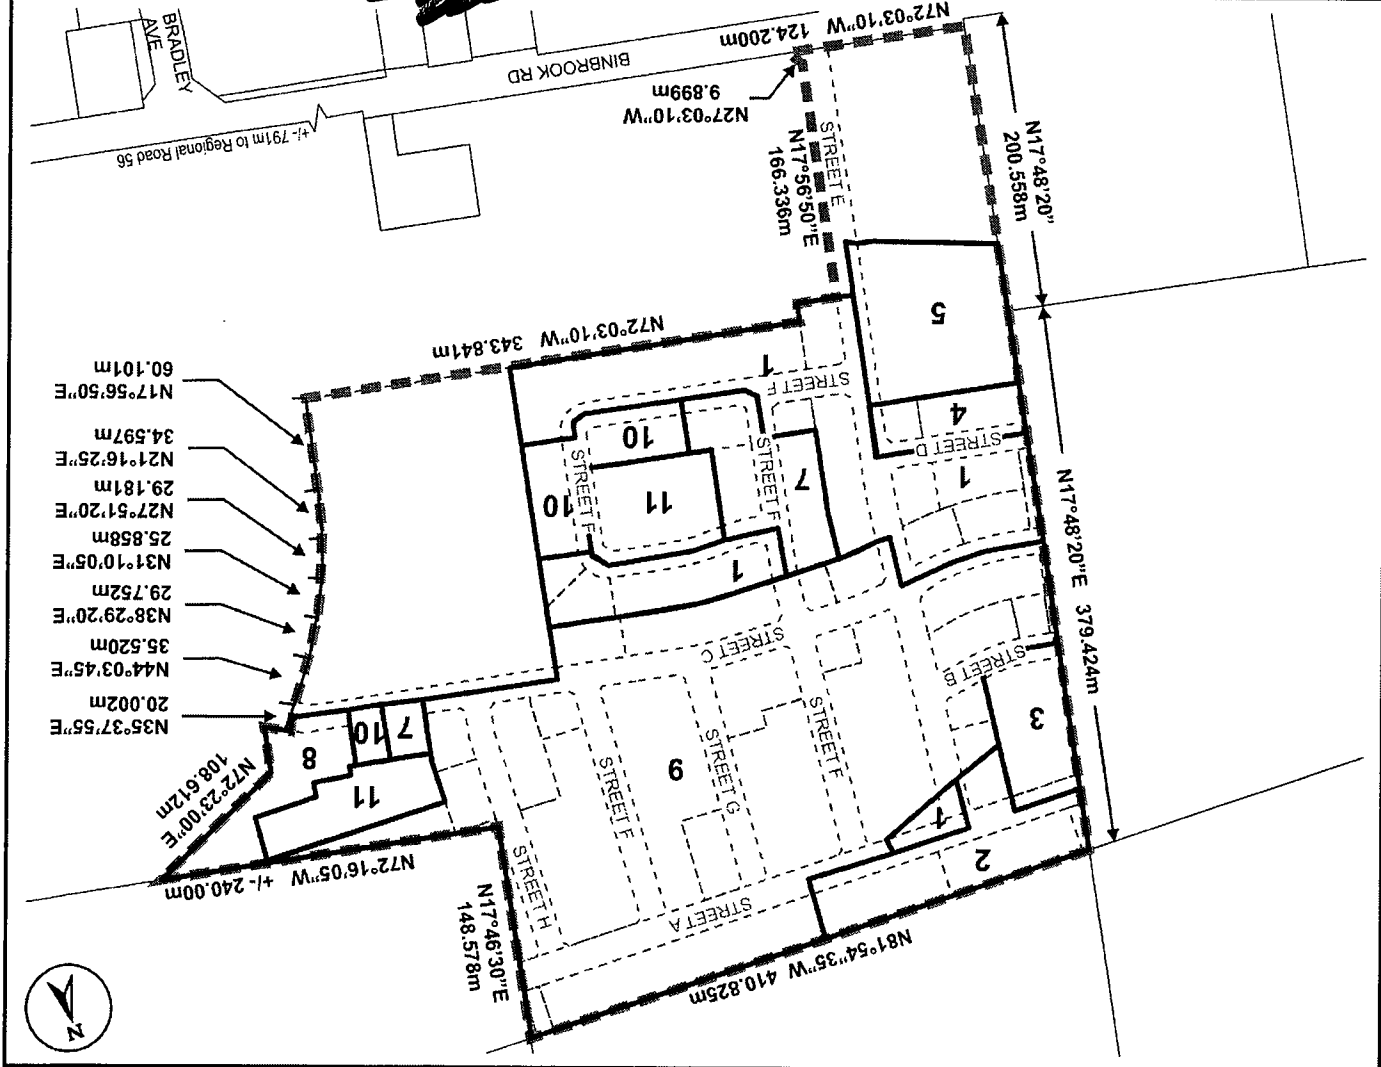 N
N81°54'35"W 410.825m
N17°46'30"E
148.578m
STREET A
STREET H
N72°16'05"W +/- 240.00m
2
1
3
STREET B
STREET F
STREET G
6
STREET F
STREET C
11
7
10
8
N72°23'00"E
108.612m
N35°37'55"E
20.002m
N44°03'45"E
35.520m
N38°29'20"E
29.752m
N31°10'05"E
25.858m
N27°51'20"E
29.181m
N21°16'25"E
34.597m
N17°56'50"E
60.101m
N17°48'20"E 379.424m
1
1
STREET D
4
5
7
STREET F
11
STREET F
10
10
STREET F
1
N72°03'10"W 343.841m
N17°48'20"
200.558m
STREET E
N17°56'50"E
166.336m
N27°03'10"W
9.899m
N72°03'10"W 124.200m
+/-791m to Regional Road 56
BINBROOK RD
BRADLEY
AVE